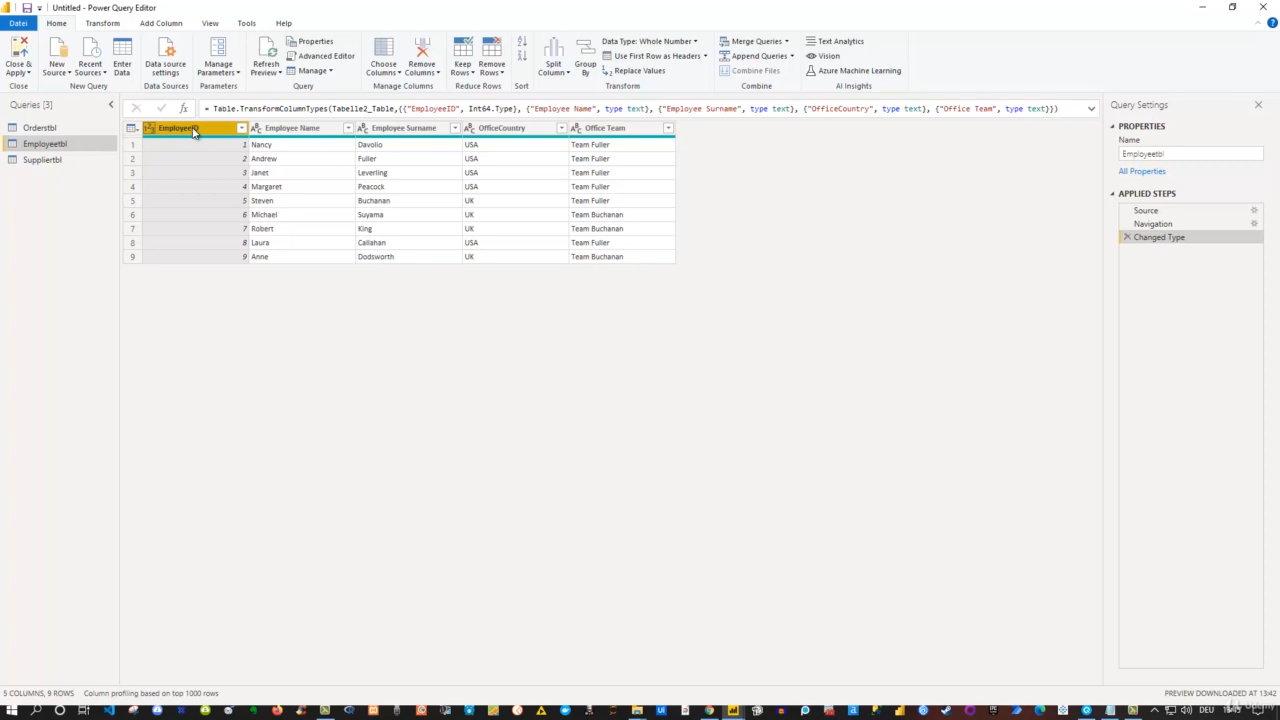 Untitled - Power Query Editor
Datei Home Transform Add Column View Tools Help
Close & Apply
New Source
Recent Sources
Enter Data
Data source settings
Manage Parameters
Refresh Preview
Properties
Advanced Editor
Manage
Choose Columns
Remove Columns
Keep Rows
Remove Rows
Split Column
Group By
Data Type: Whole Number
Use First Row as Headers
Replace Values
Merge Queries
Append Queries
Combine Files
Text Analytics
Vision
Azure Machine Learning
Close New Query Data Sources Parameters Query Manage Columns Reduce Rows Sort Transform Combine AI Insights
Queries [3]
Orderstbl
Employeetbl
Suppliertbl
= Table.TransformColumnTypes(Tabelle2_Table,{{"EmployeeID", Int64.Type}, {"Employee Name", type text}, {"Employee Surname", type text}, {"OfficeCountry", type text}, {"Office Team", type text}})
EmployeeID Employee Name Employee Surname OfficeCountry Office Team
1 1 Nancy Davolio USA Team Fuller
2 2 Andrew Fuller USA Team Fuller
3 3 Janet Leverling USA Team Fuller
4 4 Margaret Peacock USA Team Fuller
5 5 Steven Buchanan UK Team Fuller
6 6 Michael Suyama UK Team Buchanan
7 7 Robert King UK Team Buchanan
8 8 Laura Callahan USA Team Fuller
9 9 Anne Dodsworth UK Team Buchanan
Query Settings
PROPERTIES
Name
Employeetbl
All Properties
APPLIED STEPS
Source
Navigation
Changed Type
5 COLUMNS, 9 ROWS Column profiling based on top 1000 rows
PREVIEW DOWNLOADED AT 13:42
DEU
Udemy